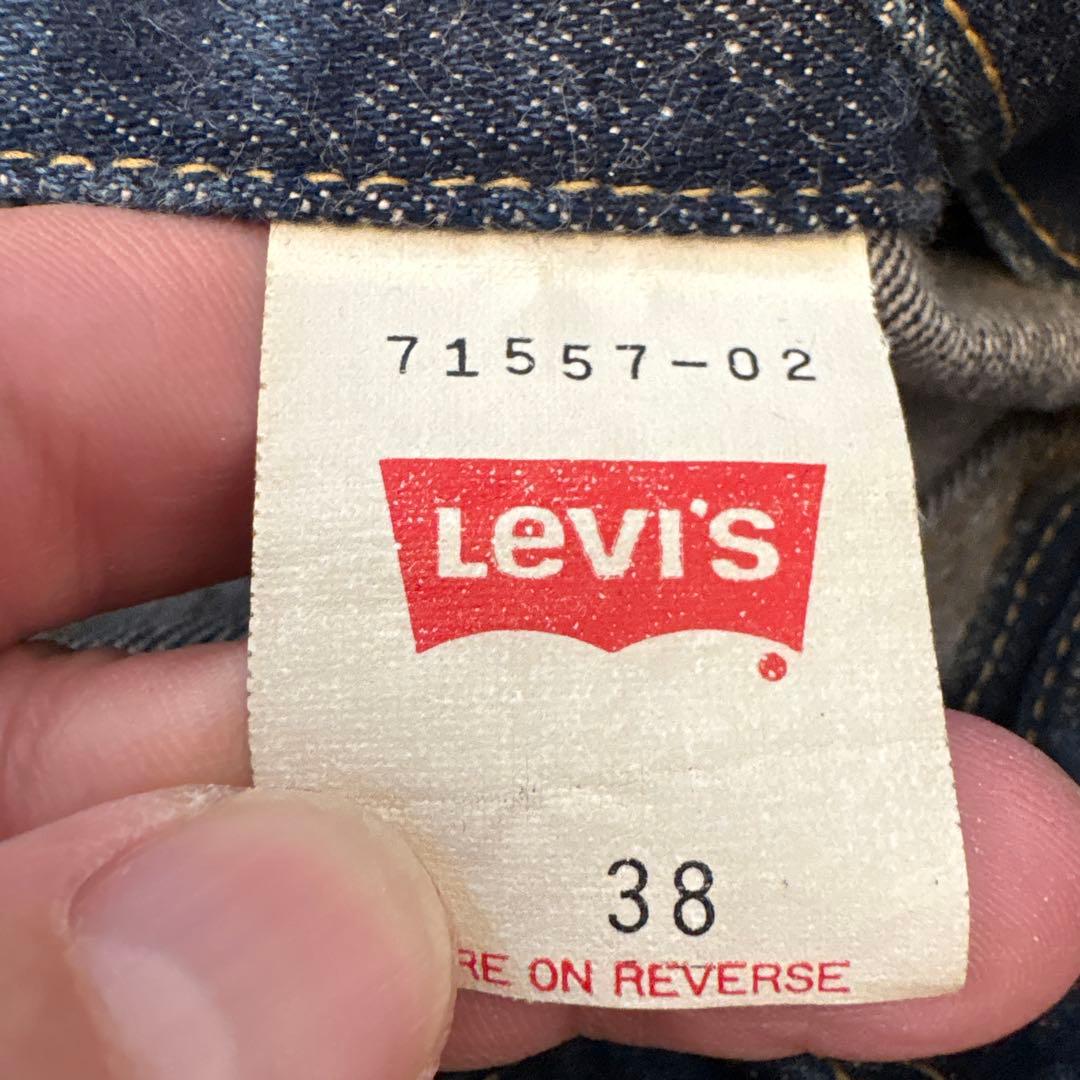 71557-02
Levi's
38
RE ON REVERSE